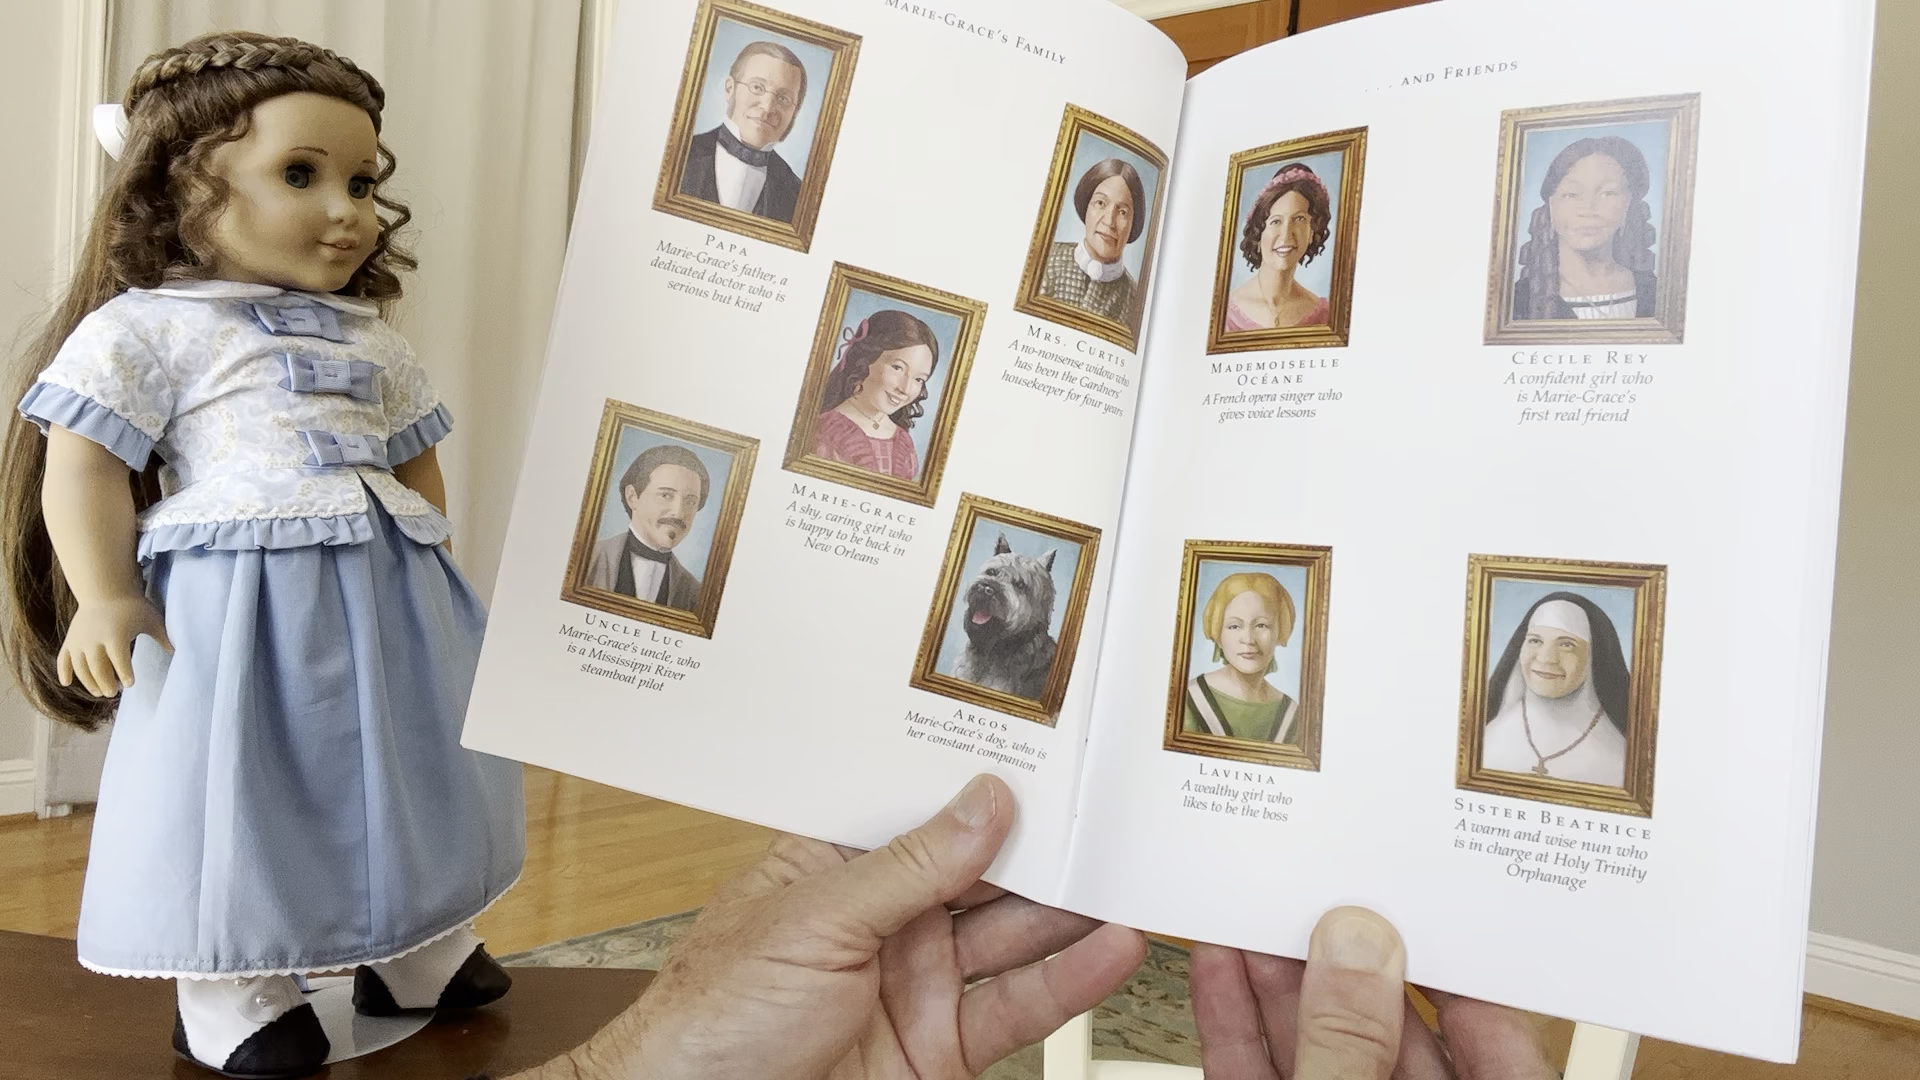 MARIE-GRACE'S FAMILY
PAPA
Marie-Grace's father, a
dedicated doctor who is
serious but kind
MRS. CURTIS
A no-nonsense widow who
has been the Gardners'
housekeeper for four years
MARIE-GRACE
A shy, caring girl who
is happy to be back in
New Orleans
UNCLE LUC
Marie-Grace's uncle, who
is a Mississippi River
steamboat pilot
ARGOS
Marie-Grace's dog, who is
her constant companion
. . . AND FRIENDS
MADEMOISELLE
OCÉANE
A French opera singer who
gives voice lessons
CÉCILE REY
A confident girl who
is Marie-Grace's
first real friend
LAVINIA
A wealthy girl who
likes to be the boss
SISTER BEATRICE
A warm and wise nun who
is in charge at Holy Trinity
Orphanage